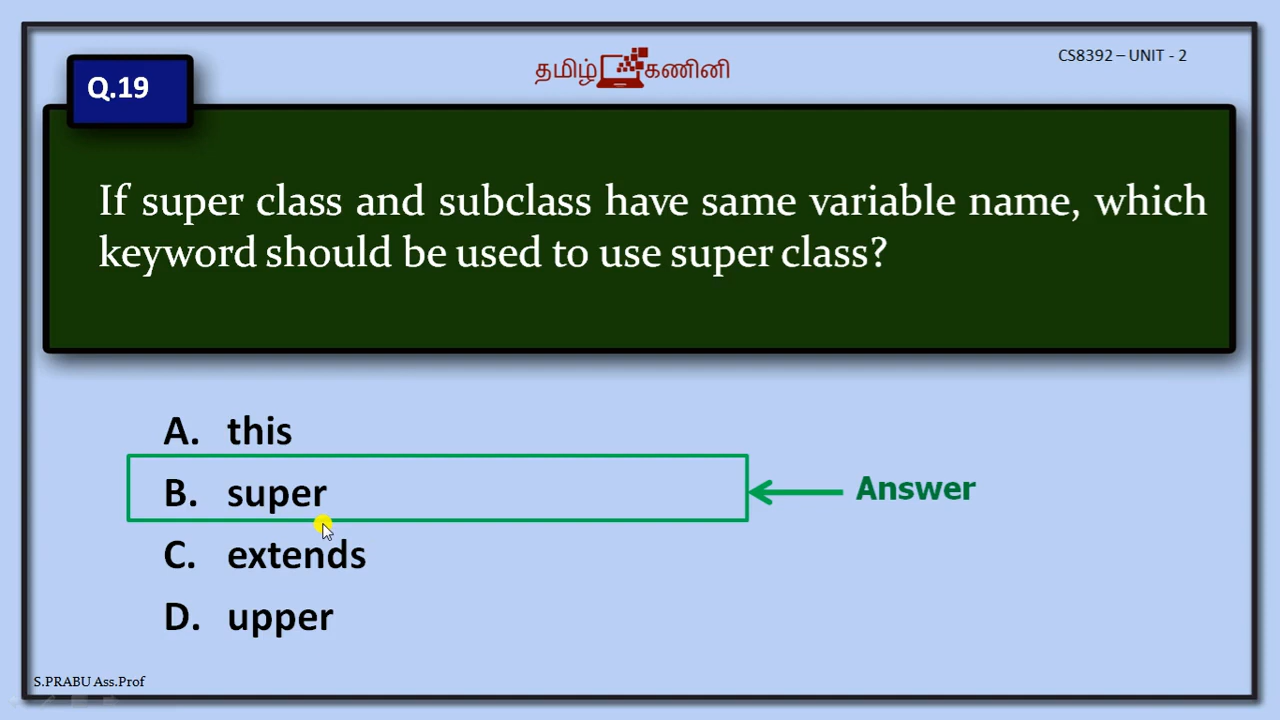 Q.19
தமிழ் கணினி
CS8392 – UNIT - 2
If super class and subclass have same variable name, which
keyword should be used to use super class?
A. this
B. super
Answer
C. extends
D. upper
S.PRABU Ass.Prof